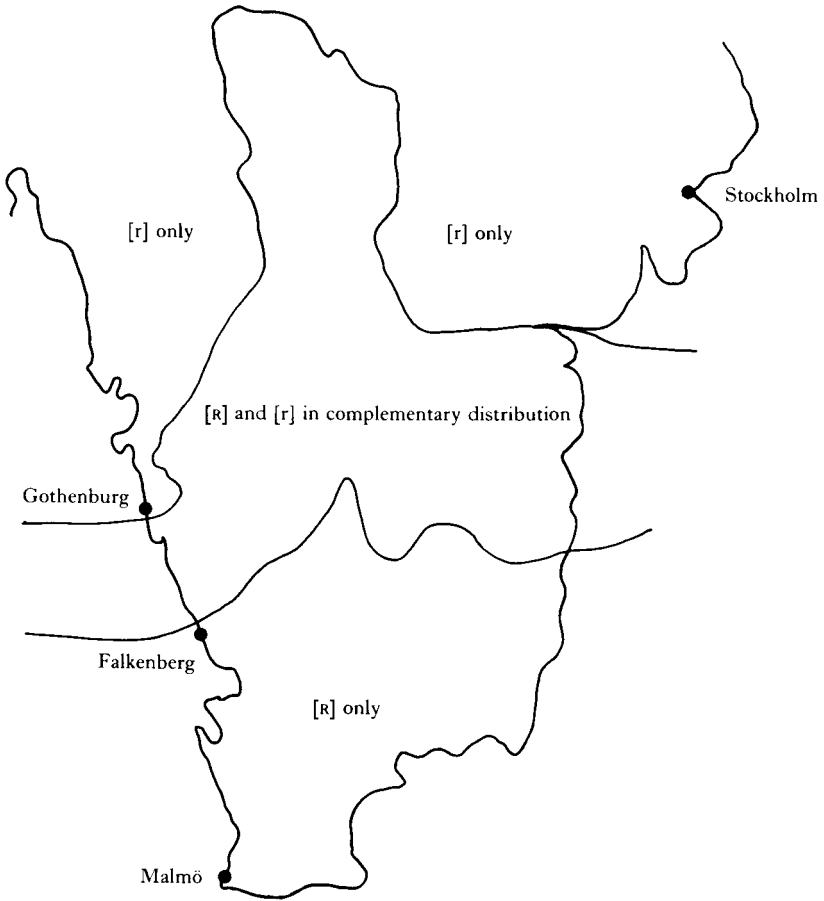 Stockholm
[r] only
[r] only
[ʀ] and [r] in complementary distribution
Gothenburg
Falkenberg
[ʀ] only
Malmö